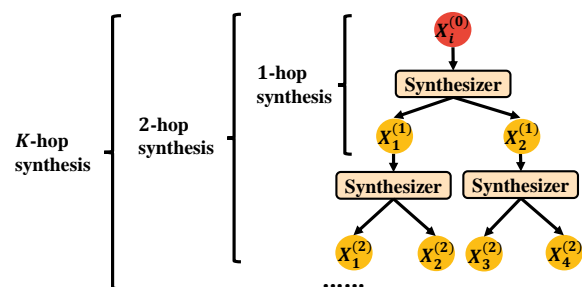 X_i^(0)
1-hop
synthesis
Synthesizer
2-hop
synthesis
K-hop
synthesis
X_1^(1) X_2^(1)
Synthesizer Synthesizer
X_1^(2) X_2^(2) X_3^(2) X_4^(2)
......